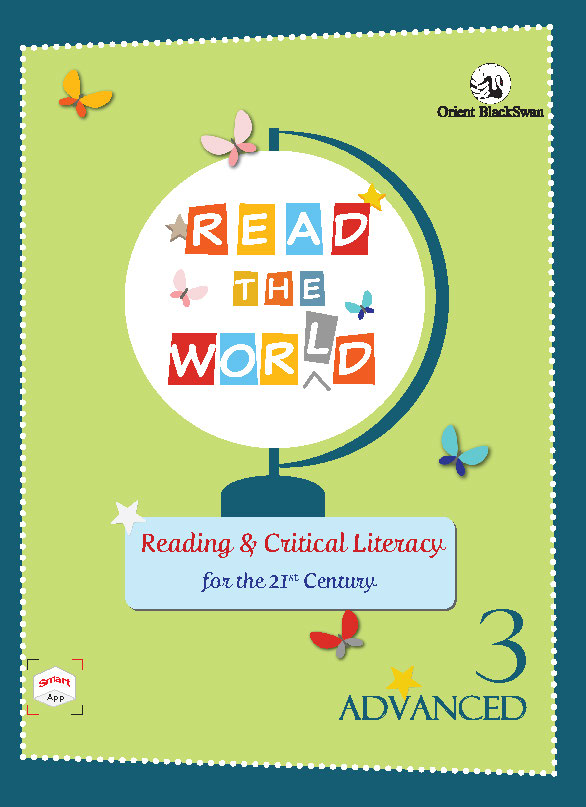 Orient BlackSwan
READ
THE
WORLD
Reading & Critical Literacy
for the 21st Century
3
ADVANCED
smart
App